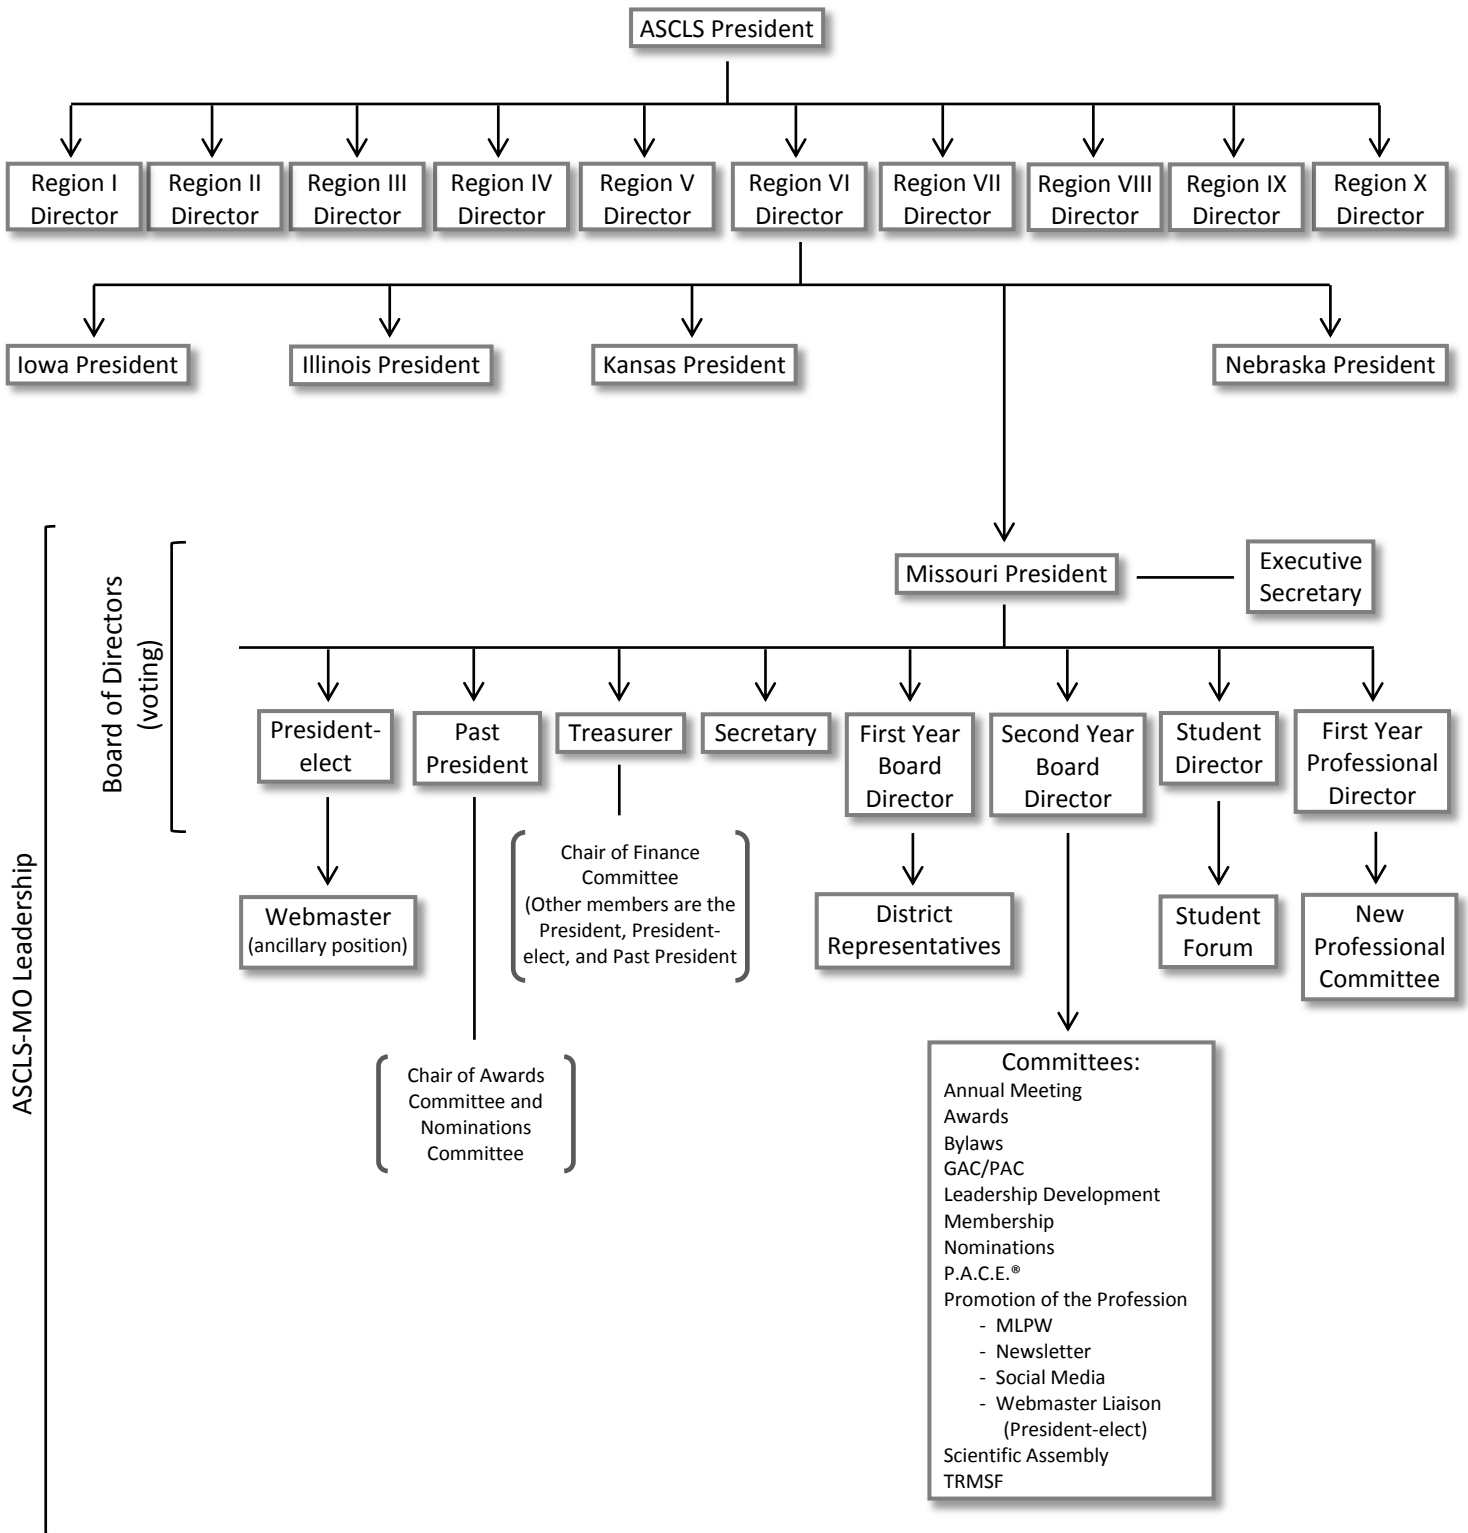 ASCLS President
Region I
Director
Region II
Director
Region III
Director
Region IV
Director
Region V
Director
Region VI
Director
Region VII
Director
Region VIII
Director
Region IX
Director
Region X
Director
Iowa President
Illinois President
Kansas President
Nebraska President
ASCLS-MO Leadership
Board of Directors
(voting)
Missouri President
Executive
Secretary
President-
elect
Past
President
Treasurer
Secretary
First Year
Board
Director
Second Year
Board
Director
Student
Director
First Year
Professional
Director
Webmaster
(ancillary position)
Chair of Awards
Committee and
Nominations
Committee
Chair of Finance
Committee
(Other members are the
President, President-
elect, and Past President
District
Representatives
Student
Forum
New
Professional
Committee
Committees:
Annual Meeting
Awards
Bylaws
GAC/PAC
Leadership Development
Membership
Nominations
P.A.C.E.®
Promotion of the Profession
- MLPW
- Newsletter
- Social Media
- Webmaster Liaison
(President-elect)
Scientific Assembly
TRMSF